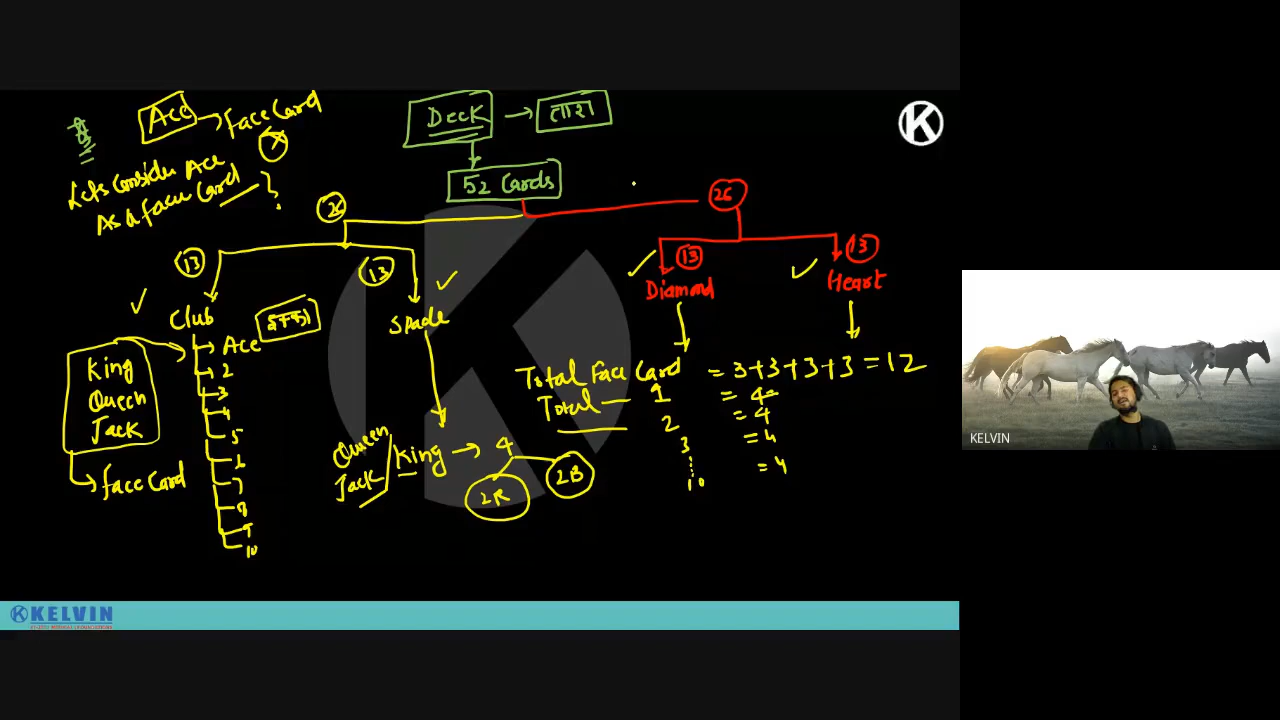 Ace → Face Card
Lets Consider Ace
As a face Card
?
Deck → ताश
52 Cards
26
26
13
13
13
13
Club
Spade
Diamond
Heart
King
Queen
Jack
Face Card
Ace
2
3
4
5
6
7
8
9
10
Queen
Jack / King → 4
2R
2B
Total Face Card = 3+3+3+3 = 12
Total — 1 = 4
2 = 4
3 = 4
10 = 4
K
KELVIN
KELVIN